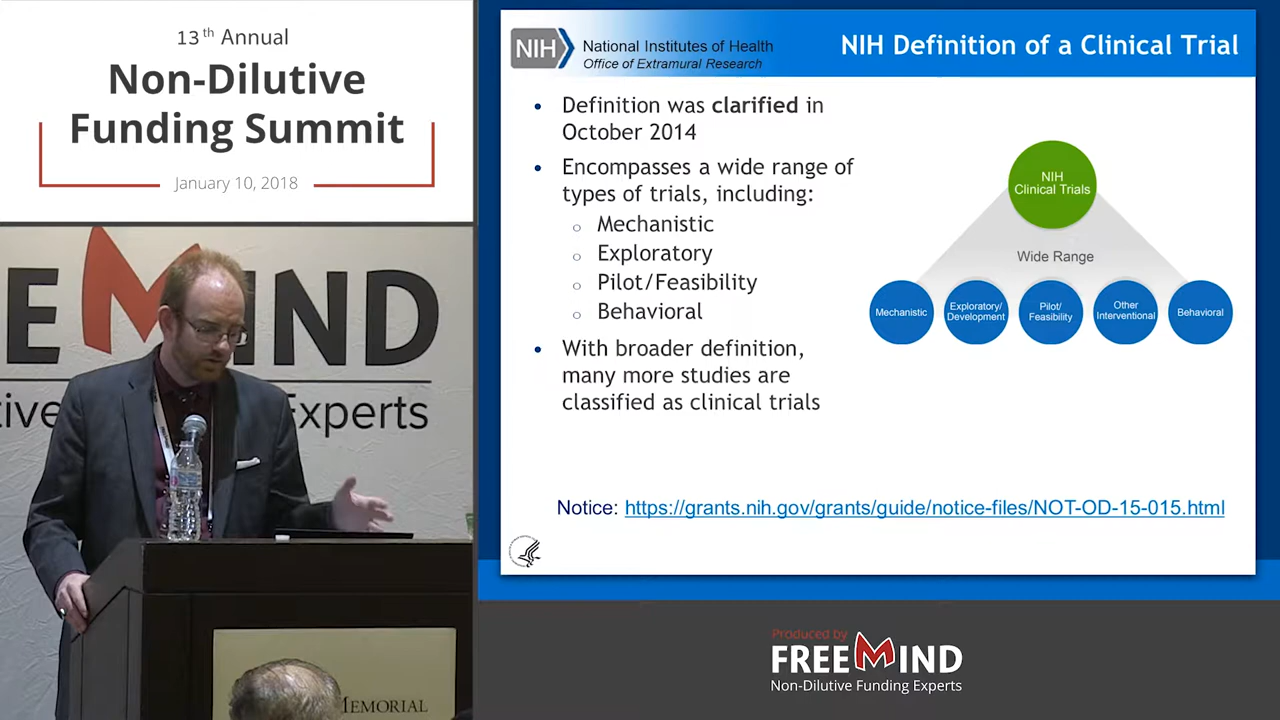 13th Annual
Non-Dilutive
Funding Summit
January 10, 2018
E MIND
tive Experts
MEMORIAL
NIH
National Institutes of Health
Office of Extramural Research
NIH Definition of a Clinical Trial
• Definition was clarified in
October 2014
• Encompasses a wide range of
types of trials, including:
○ Mechanistic
○ Exploratory
○ Pilot/Feasibility
○ Behavioral
• With broader definition,
many more studies are
classified as clinical trials
NIH
Clinical Trials
Wide Range
Mechanistic
Exploratory/
Development
Pilot/
Feasibility
Other
Interventional
Behavioral
Notice: https://grants.nih.gov/grants/guide/notice-files/NOT-OD-15-015.html
Produced by
FREEMIND
Non-Dilutive Funding Experts